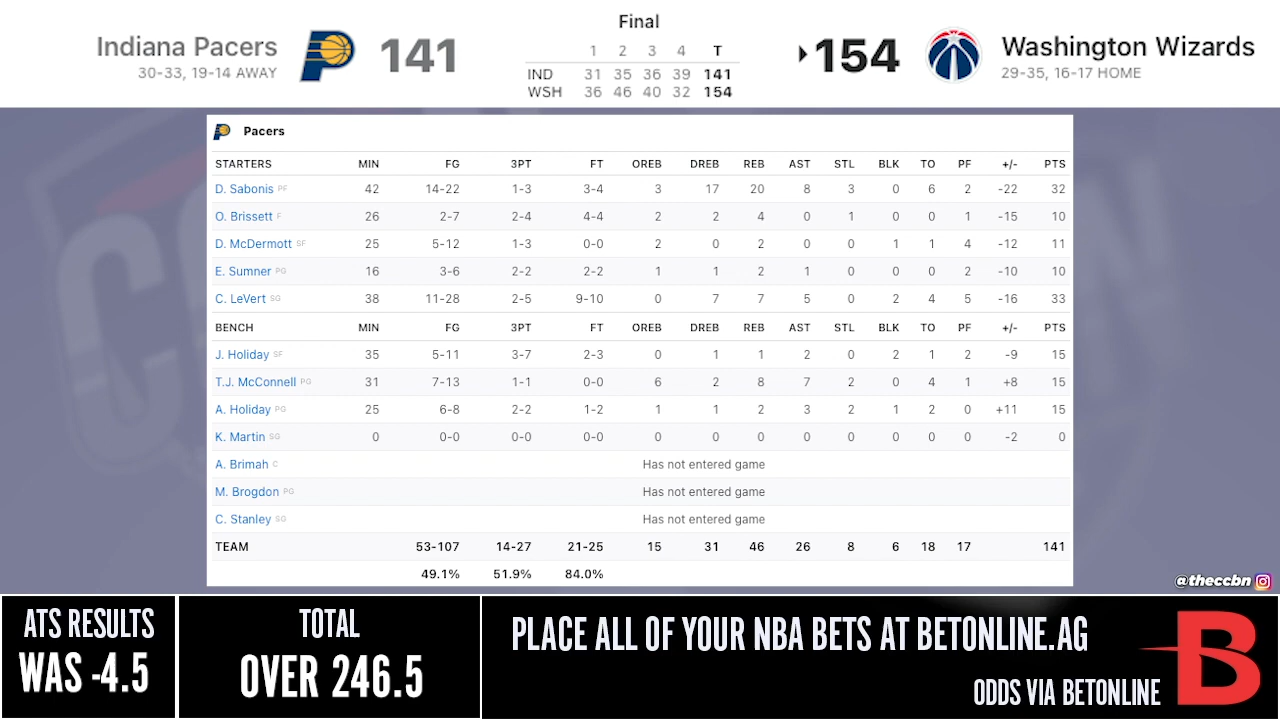 Final
Indiana Pacers
30-33, 19-14 AWAY
141
1 2 3 4 T
IND 31 35 36 39 141
WSH 36 46 40 32 154
154
Washington Wizards
29-35, 16-17 HOME
Pacers
STARTERS MIN FG 3PT FT OREB DREB REB AST STL BLK TO PF +/- PTS
D. Sabonis PF 42 14-22 1-3 3-4 3 17 20 8 3 0 6 2 -22 32
O. Brissett F 26 2-7 2-4 4-4 2 2 4 0 1 0 0 1 -15 10
D. McDermott SF 25 5-12 1-3 0-0 2 0 2 0 0 1 1 4 -12 11
E. Sumner PG 16 3-6 2-2 2-2 1 1 2 1 0 0 0 2 -10 10
C. LeVert SG 38 11-28 2-5 9-10 0 7 7 5 0 2 4 5 -16 33
BENCH MIN FG 3PT FT OREB DREB REB AST STL BLK TO PF +/- PTS
J. Holiday SF 35 5-11 3-7 2-3 0 1 1 2 0 2 1 2 -9 15
T.J. McConnell PG 31 7-13 1-1 0-0 6 2 8 7 2 0 4 1 +8 15
A. Holiday PG 25 6-8 2-2 1-2 1 1 2 3 2 1 2 0 +11 15
K. Martin SG 0 0-0 0-0 0-0 0 0 0 0 0 0 0 0 -2 0
A. Brimah C Has not entered game
M. Brogdon PG Has not entered game
C. Stanley SG Has not entered game
TEAM 53-107 14-27 21-25 15 31 46 26 8 6 18 17 141
49.1% 51.9% 84.0%
@theccbn
ATS RESULTS
WAS -4.5
TOTAL
OVER 246.5
PLACE ALL OF YOUR NBA BETS AT BETONLINE.AG
ODDS VIA BETONLINE
B